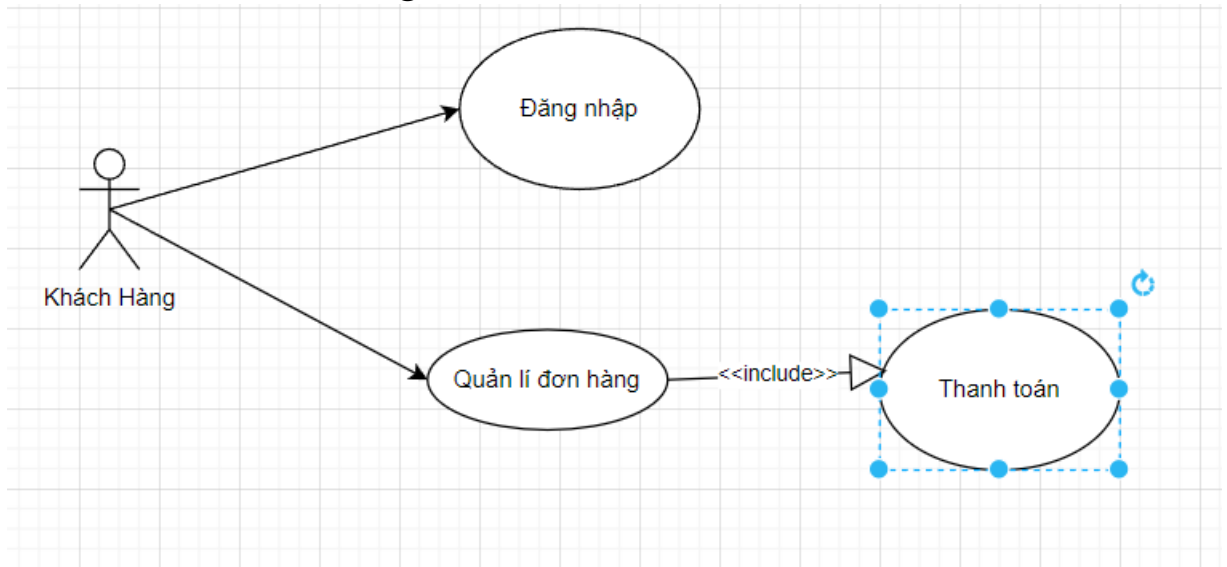 Đăng nhập
Khách Hàng
Quản lí đơn hàng
<<include>>
Thanh toán